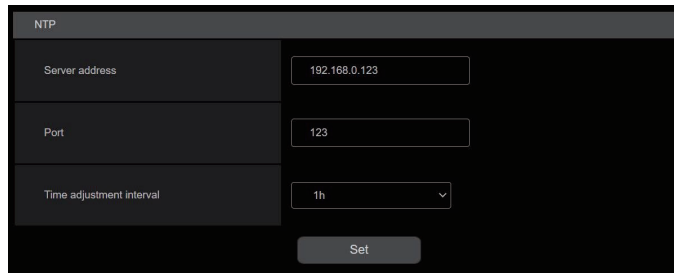 NTP
Server address
192.168.0.123
Port
123
Time adjustment interval
1h
Set